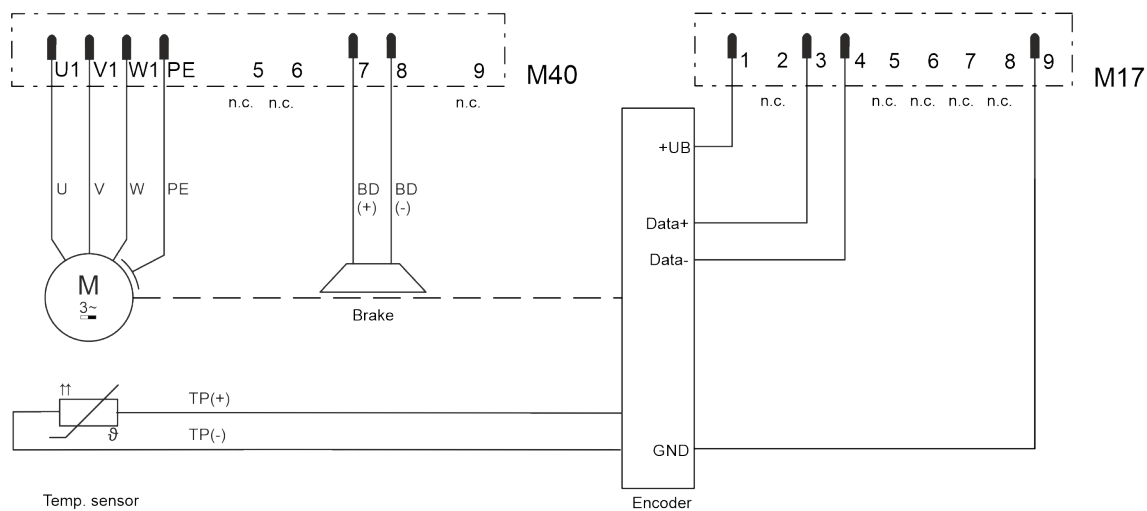 U1 V1 W1 PE 5 6 7 8 9 M40
n.c. n.c. n.c.
1 2 3 4 5 6 7 8 9 M17
n.c. n.c. n.c. n.c. n.c.
+UB
U V W PE BD (+) BD (-)
Data+
Data-
M
3~
Brake
↑↑
TP(+)
ϑ
TP(-)
GND
Temp. sensor
Encoder